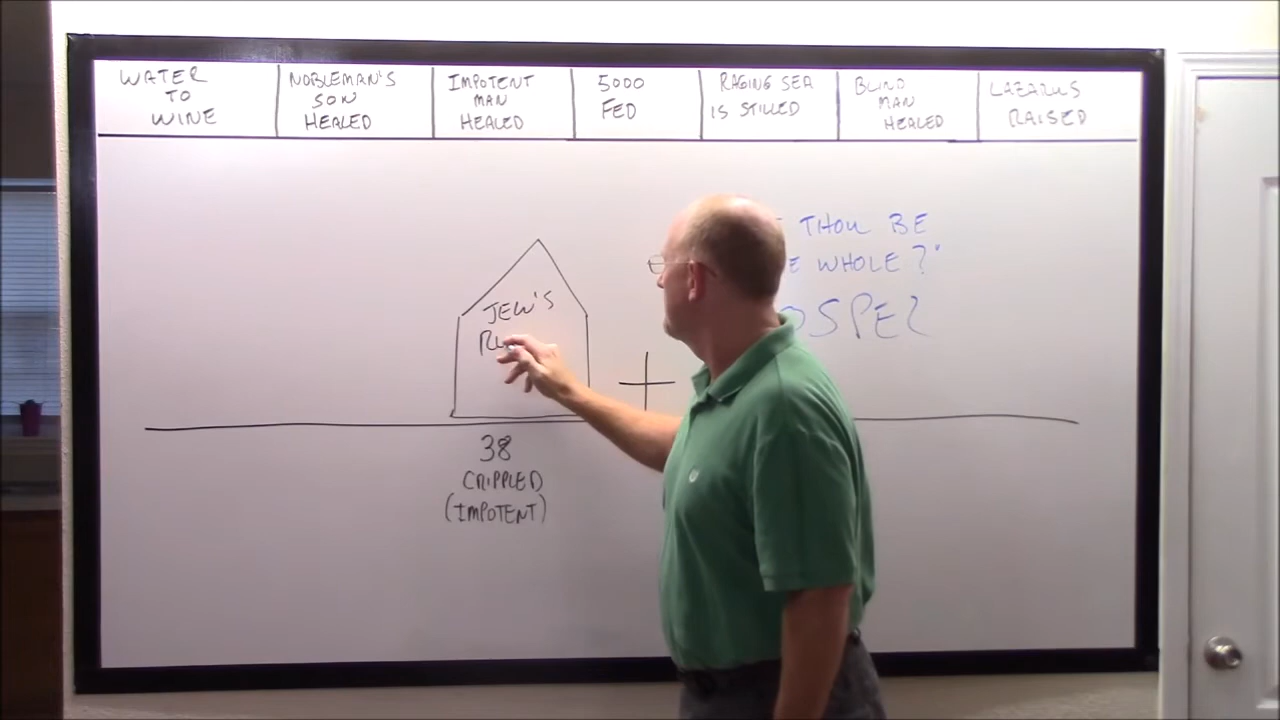 WATER
TO
WINE
NOBLEMAN'S
SON
HEALED
IMPOTENT
MAN
HEALED
5000
FED
RAGING SEA
IS STILLED
BLIND
MAN
HEALED
LAZARUS
RAISED
THOU BE
WHOLE?"
OSPEL
JEW'S
38
CRIPPLED
(IMPOTENT)